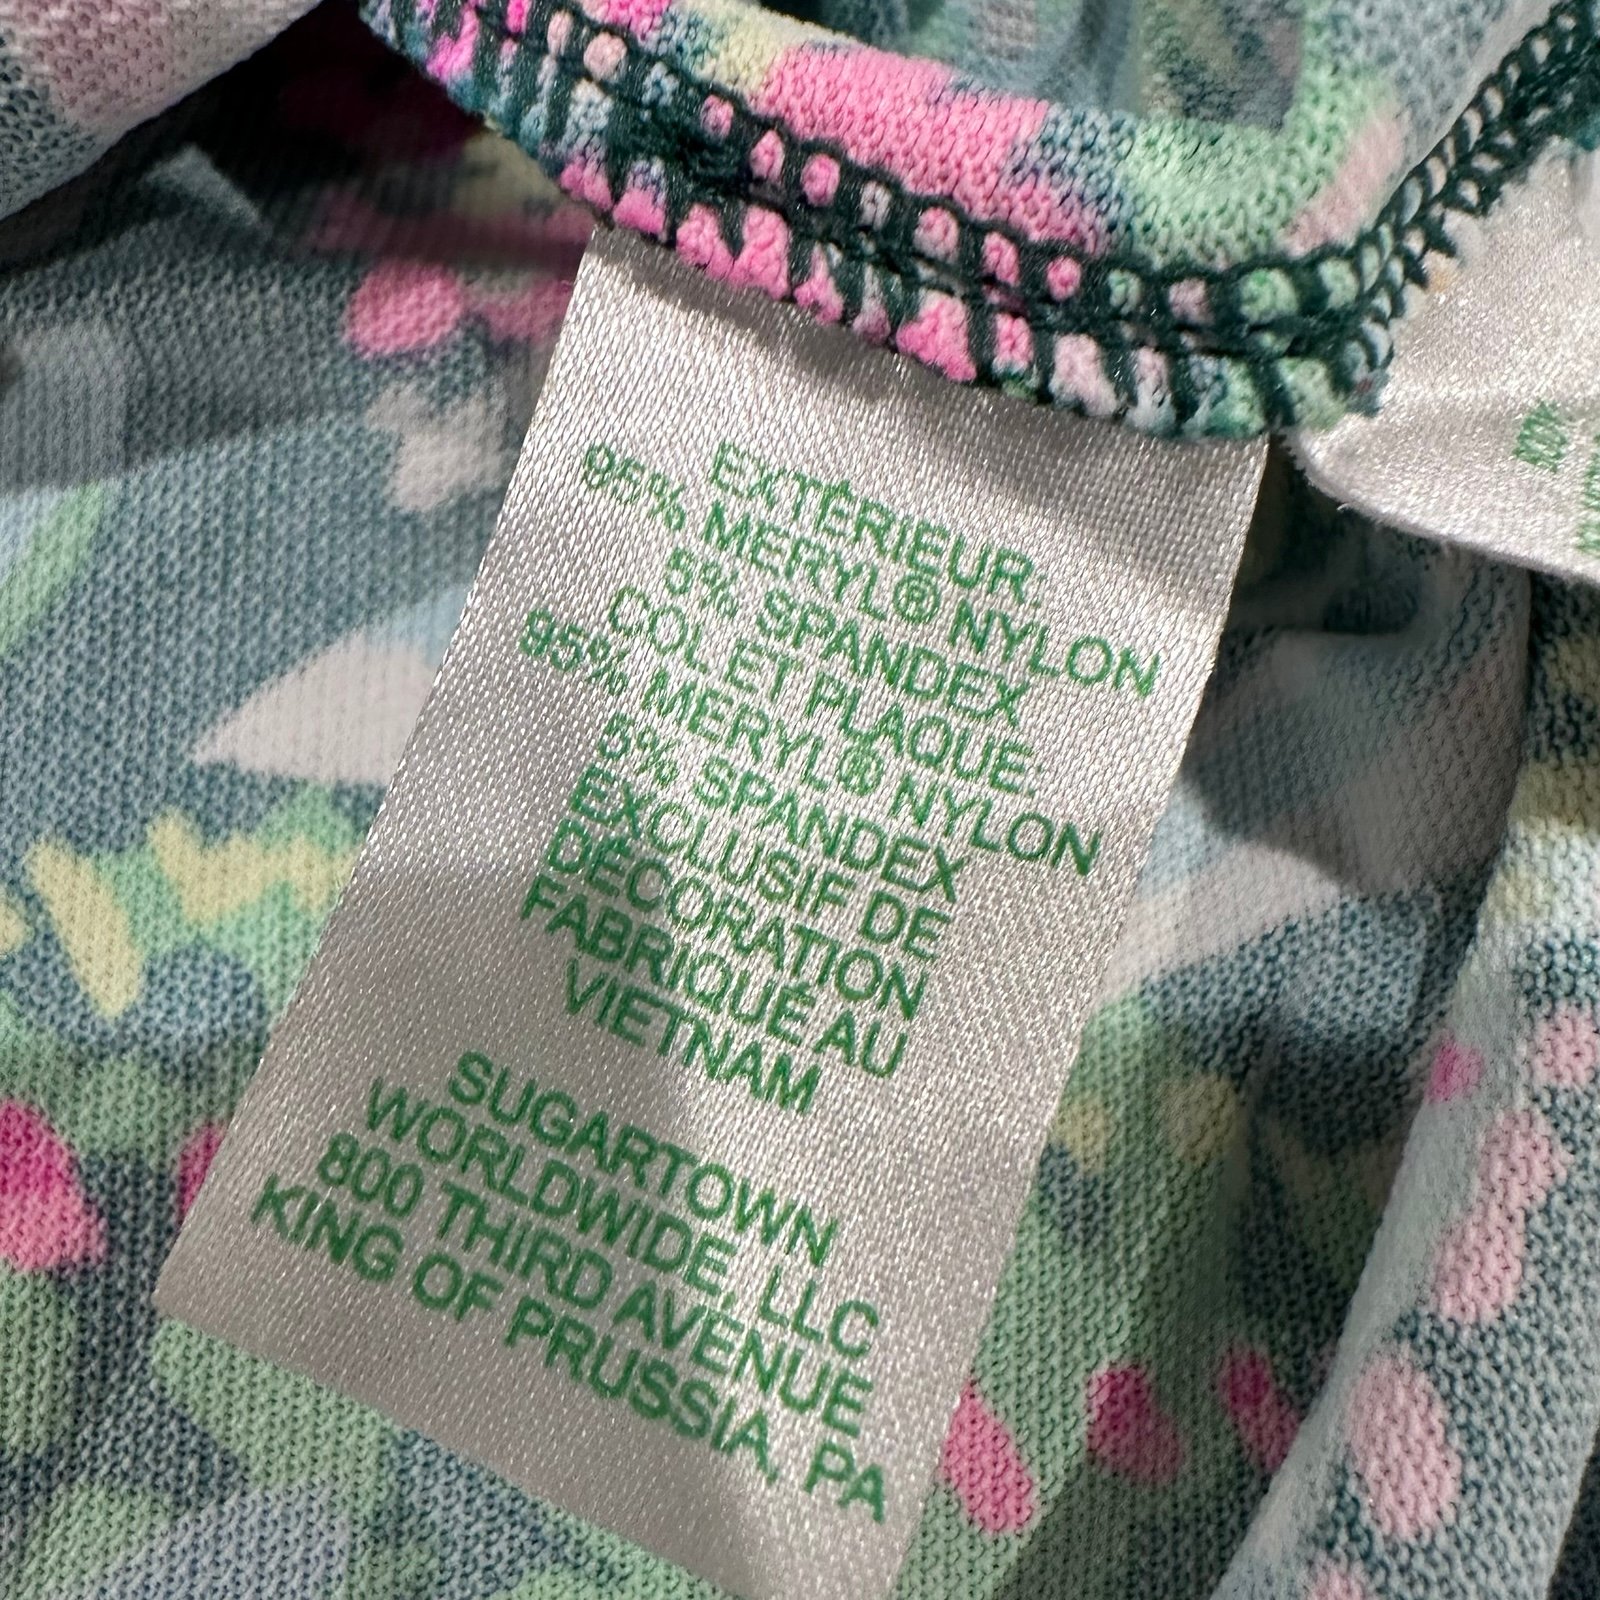 EXTÉRIEUR:
95% MERYL® NYLON
5% SPANDEX
COL ET PLAQUE:
95% MERYL® NYLON
5% SPANDEX
EXCLUSIF DE
DÉCORATION
FABRIQUÉ AU
VIETNAM
SUGARTOWN
WORLDWIDE, LLC
800 THIRD AVENUE
KING OF PRUSSIA, PA